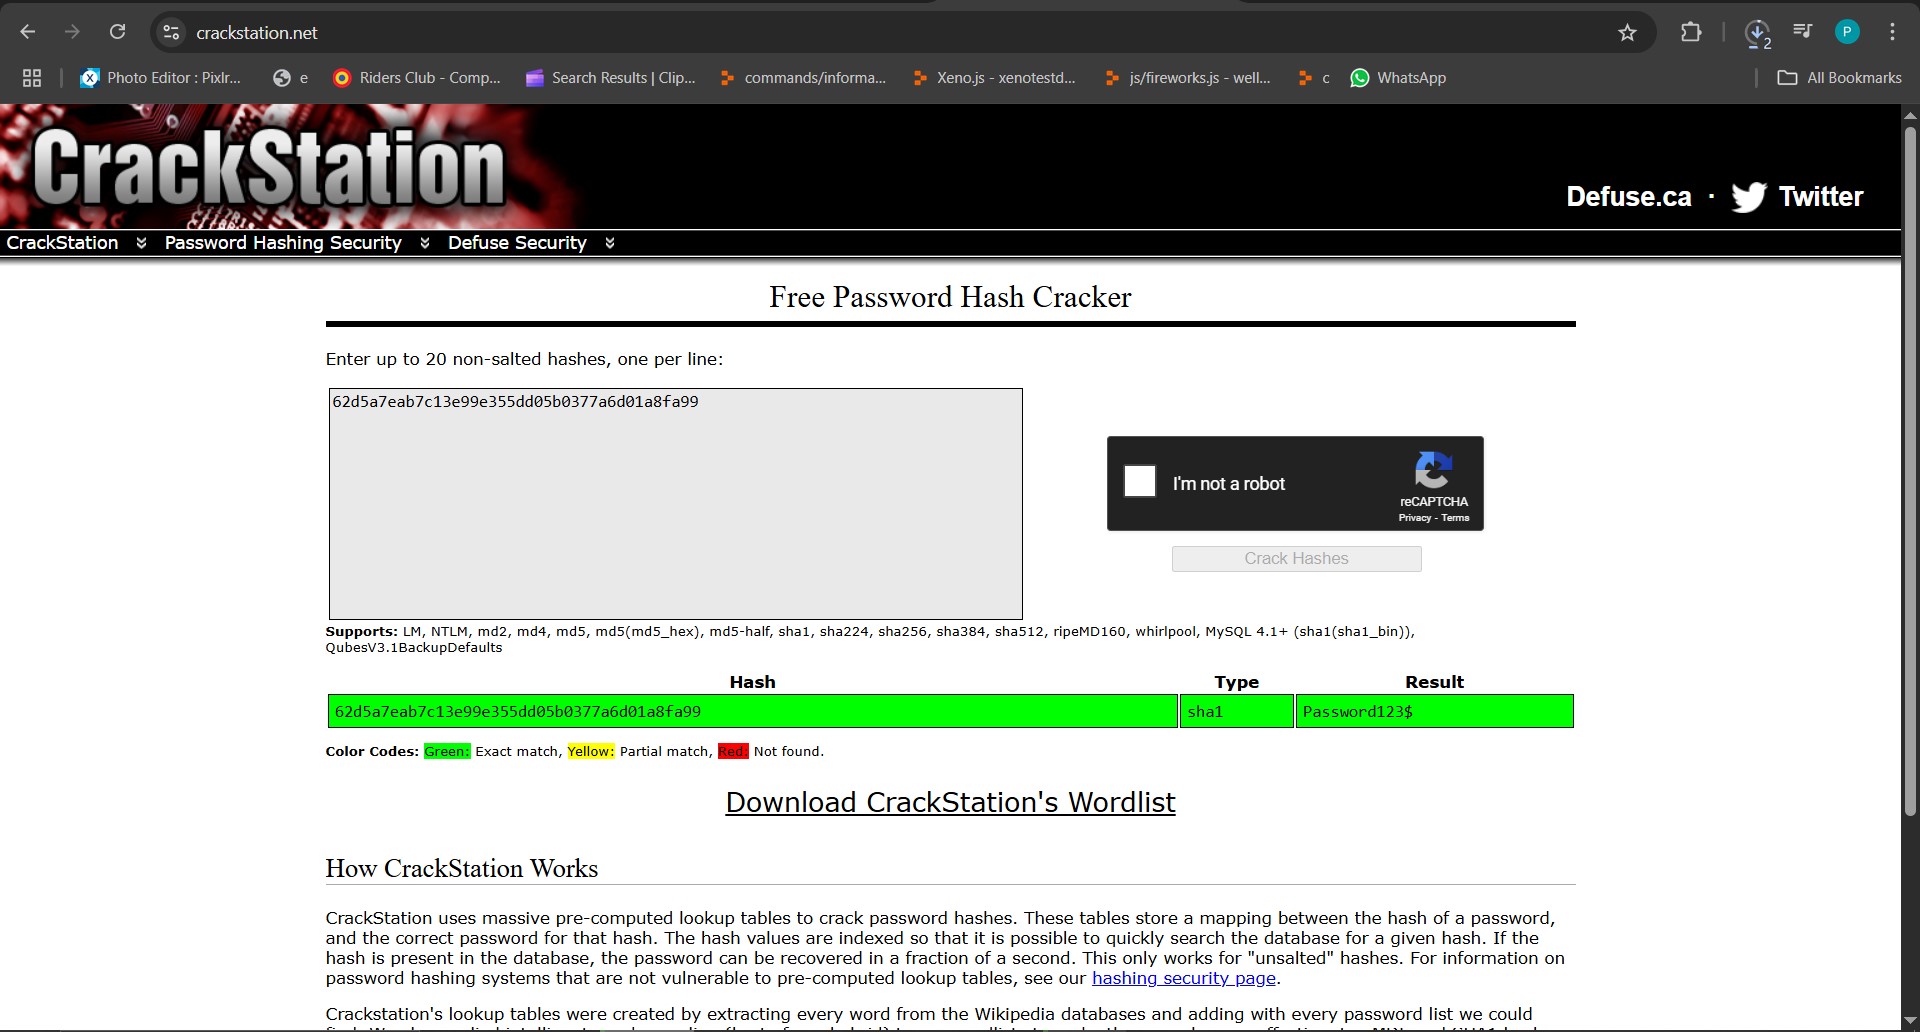 crackstation.net
2
P
Photo Editor : Pixlr...
e
Riders Club - Comp...
Search Results | Clip...
commands/informa...
Xeno.js - xenotestd...
js/fireworks.js - well...
c
WhatsApp
All Bookmarks
CrackStation
Defuse.ca · Twitter
CrackStation
Password Hashing Security
Defuse Security
Free Password Hash Cracker
Enter up to 20 non-salted hashes, one per line:
62d5a7eab7c13e99e355dd05b0377a6d01a8fa99
I'm not a robot
reCAPTCHA
Privacy - Terms
Crack Hashes
Supports: LM, NTLM, md2, md4, md5, md5(md5_hex), md5-half, sha1, sha224, sha256, sha384, sha512, ripeMD160, whirlpool, MySQL 4.1+ (sha1(sha1_bin)),
QubesV3.1BackupDefaults
Hash Type Result
62d5a7eab7c13e99e355dd05b0377a6d01a8fa99 sha1 Password123$
Color Codes: Green: Exact match, Yellow: Partial match, Red: Not found.
Download CrackStation's Wordlist
How CrackStation Works
CrackStation uses massive pre-computed lookup tables to crack password hashes. These tables store a mapping between the hash of a password,
and the correct password for that hash. The hash values are indexed so that it is possible to quickly search the database for a given hash. If the
hash is present in the database, the password can be recovered in a fraction of a second. This only works for "unsalted" hashes. For information on
password hashing systems that are not vulnerable to pre-computed lookup tables, see our hashing security page.
Crackstation's lookup tables were created by extracting every word from the Wikipedia databases and adding with every password list we could